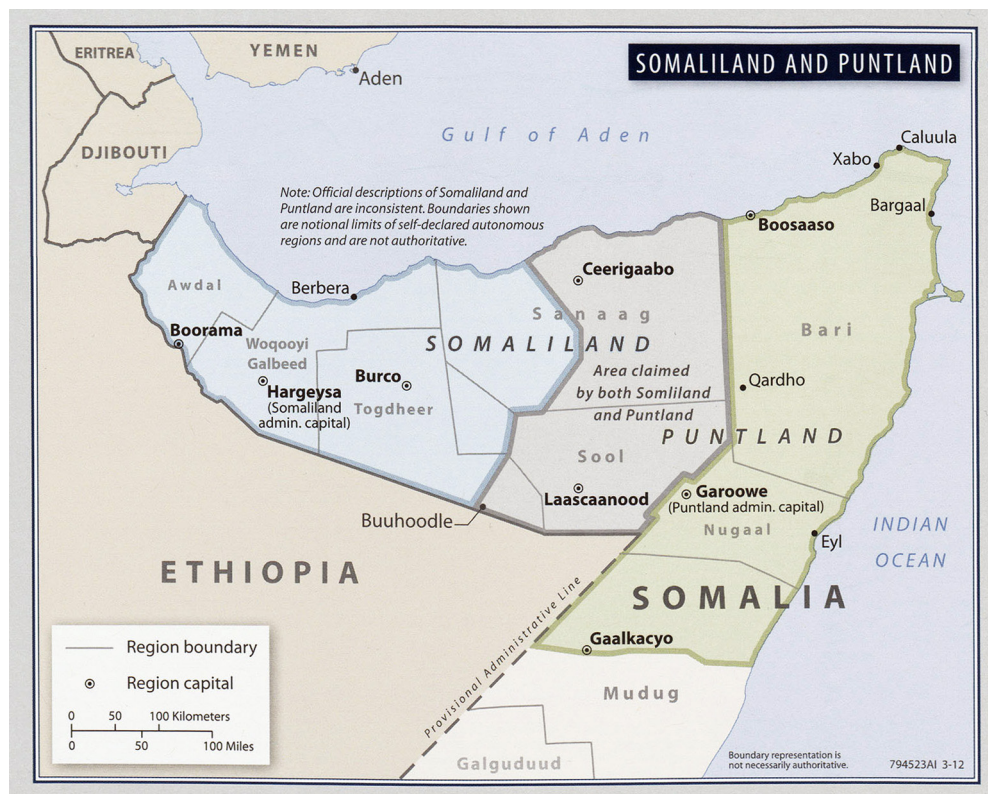 SOMALILAND AND PUNTLAND
ERITREA
YEMEN
Aden
DJIBOUTI
Gulf of Aden
Caluula
Xabo
Bargaal
Boosaaso
Note: Official descriptions of Somaliland and
Puntland are inconsistent. Boundaries shown
are notional limits of self-declared autonomous
regions and are not authoritative.
Ceerigaabo
Awdal
Berbera
Sanaag
Boorama
Bari
Woqooyi
Galbeed
SOMALILAND
Area claimed
by both Somliland
and Puntland
Burco
Qardho
Hargeysa
(Somaliland
admin. capital)
Togdheer
PUNTLAND
Sool
Laascaanood
Garoowe
(Puntland admin. capital)
Buuhoodle
Nugaal
Eyl
INDIAN
OCEAN
ETHIOPIA
SOMALIA
Provisional Administrative Line
Gaalkacyo
Mudug
Galguduud
Region boundary
Region capital
0 50 100 Kilometers
0 50 100 Miles
Boundary representation is
not necessarily authoritative.
794523AI 3-12